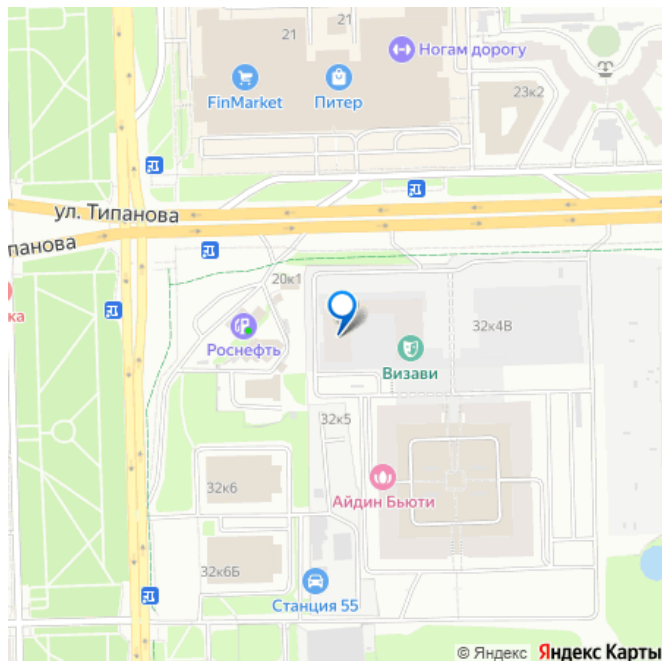 21
21
Ногам дорогу
FinMarket
Питер
23к2
ул. Типанова
панова
20к1
ка
Роснефть
32к4В
Визави
32к5
32к6
Айдин Бьюти
32к6Б
Станция 55
© Яндекс Яндекс Карты